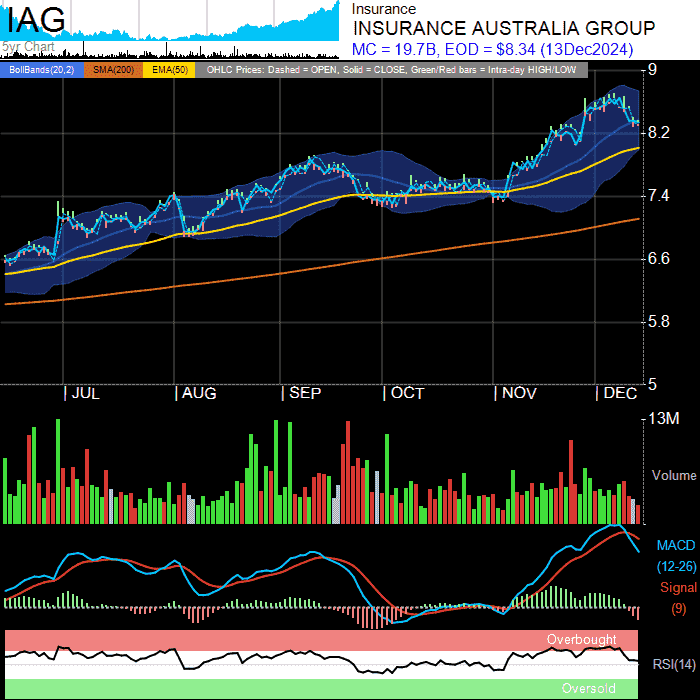 IAG
5yr Chart
Insurance
INSURANCE AUSTRALIA GROUP
MC = 19.7B, EOD = $8.34 (13Dec2024)
BollBands(20,2) SMA(200) EMA(50) OHLC Prices: Dashed = OPEN, Solid = CLOSE, Green/Red bars = Intra-day HIGH/LOW
9
8.2
7.4
6.6
5.8
5
| JUL | AUG | SEP | OCT | NOV | DEC
13M
Volume
MACD
(12-26)
Signal
(9)
Overbought
RSI(14)
Oversold